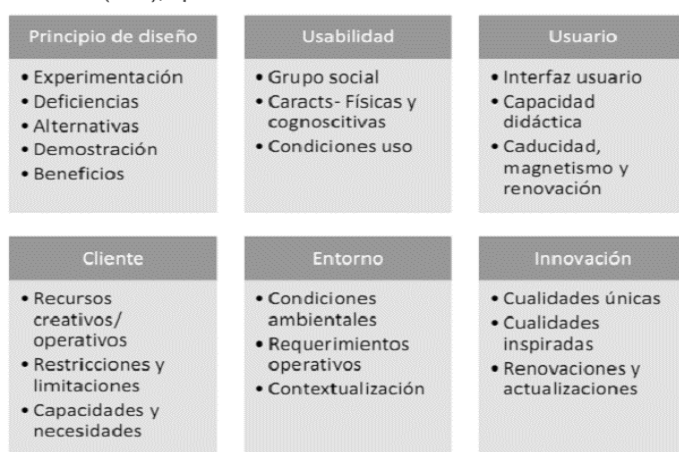 Principio de diseño
• Experimentación
• Deficiencias
• Alternativas
• Demostración
• Beneficios
Usabilidad
• Grupo social
• Caracts- Físicas y
cognoscitivas
• Condiciones uso
Usuario
• Interfaz usuario
• Capacidad
didáctica
• Caducidad,
magnetismo y
renovación
Cliente
• Recursos
creativos/
operativos
• Restricciones y
limitaciones
• Capacidades y
necesidades
Entorno
• Condiciones
ambientales
• Requerimientos
operativos
• Contextualización
Innovación
• Cualidades únicas
• Cualidades
inspiradas
• Renovaciones y
actualizaciones